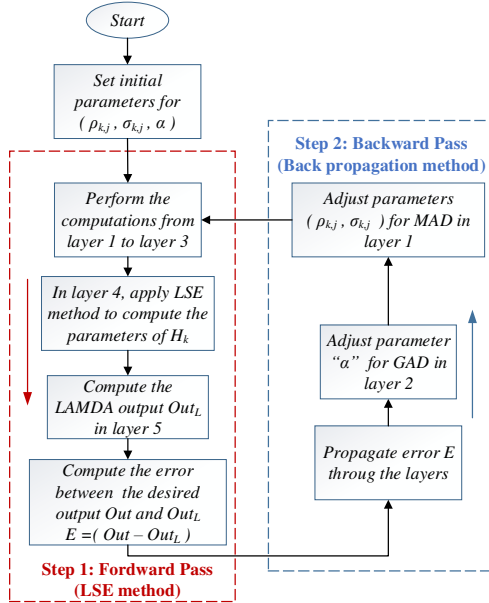 Start
Set initial
parameters for
( ρk,j , σk,j , α )
Perform the
computations from
layer 1 to layer 3
In layer 4, apply LSE
method to compute the
parameters of Hk
Compute the
LAMDA output OutL
in layer 5
Compute the error
between the desired
output Out and OutL
E =( Out – OutL )
Step 1: Fordward Pass
(LSE method)
Step 2: Backward Pass
(Back propagation method)
Adjust parameters
( ρk,j , σk,j ) for MAD in
layer 1
Adjust parameter
“α” for GAD in
layer 2
Propagate error E
throug the layers